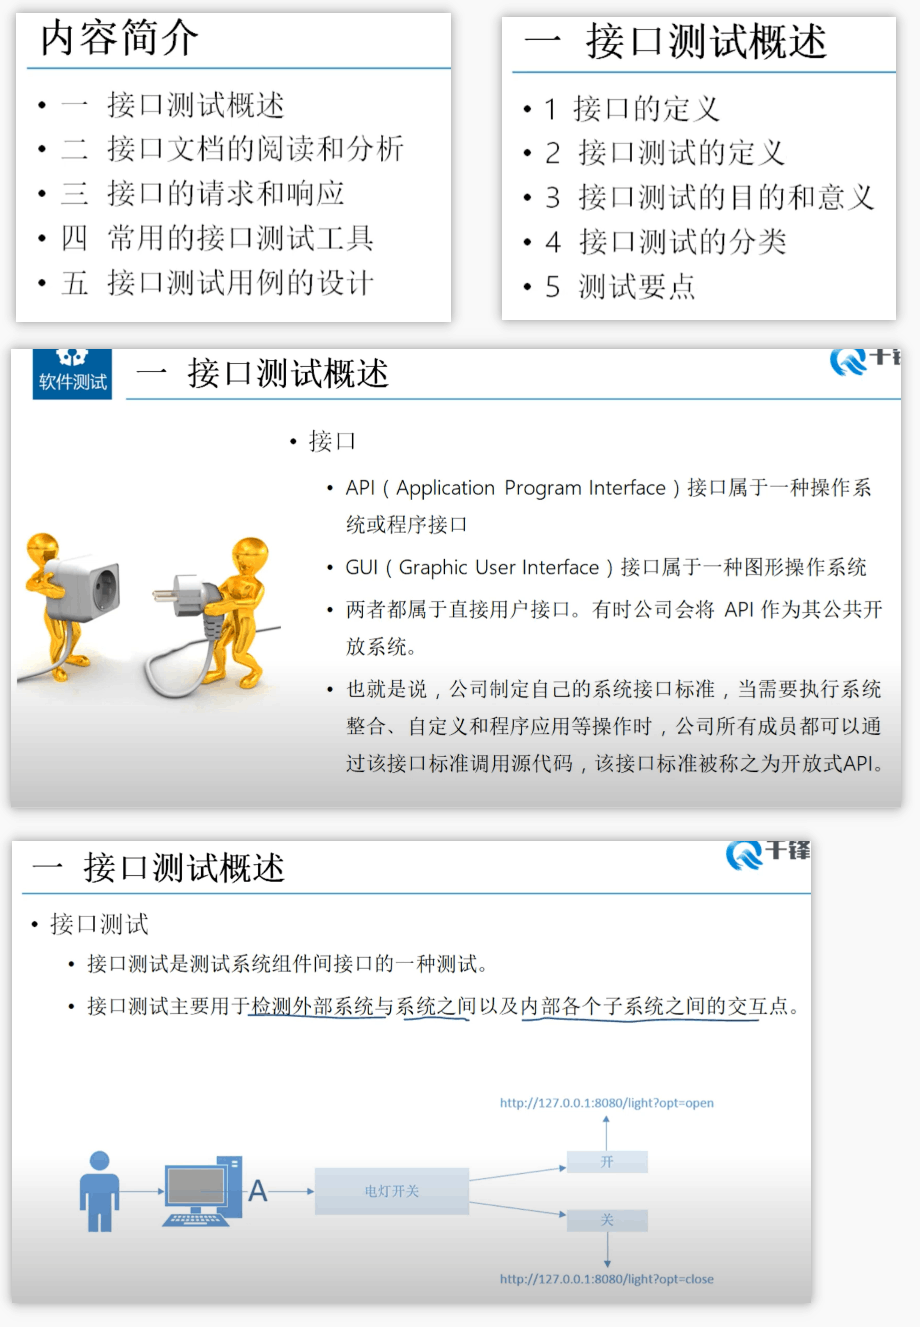 内容简介
• 一 接口测试概述
• 二 接口文档的阅读和分析
• 三 接口的请求和响应
• 四 常用的接口测试工具
• 五 接口测试用例的设计
一 接口测试概述
• 1 接口的定义
• 2 接口测试的定义
• 3 接口测试的目的和意义
• 4 接口测试的分类
• 5 测试要点
软件测试
一 接口测试概述
• 接口
• API ( Application Program Interface ) 接口属于一种操作系
统或程序接口
• GUI ( Graphic User Interface ) 接口属于一种图形操作系统
• 两者都属于直接用户接口。有时公司会将 API 作为其公共开
放系统。
• 也就是说，公司制定自己的系统接口标准，当需要执行系统
整合、自定义和程序应用等操作时，公司所有成员都可以通
过该接口标准调用源代码，该接口标准被称之为开放式API。
一 接口测试概述
千锋
• 接口测试
• 接口测试是测试系统组件间接口的一种测试。
• 接口测试主要用于检测外部系统与系统之间以及内部各个子系统之间的交互点。
http://127.0.0.1:8080/light?opt=open
开
A
电灯开关
关
http://127.0.0.1:8080/light?opt=close